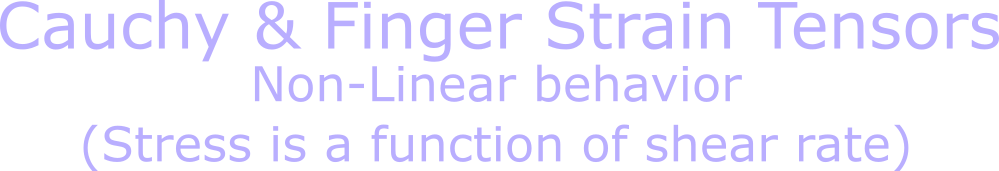 Cauchy & Finger Strain Tensors
Non-Linear behavior
(Stress is a function of shear rate)